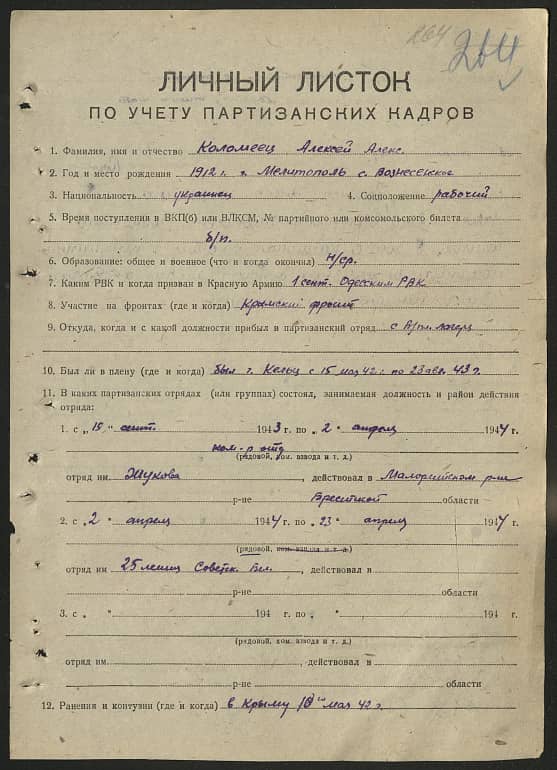 264
264
ЛИЧНЫЙ ЛИСТОК
ПО УЧЕТУ ПАРТИЗАНСКИХ КАДРОВ
1. Фамилия, имя и отчество Коломеец Алексей Алекс.
2. Год и место рождения 1912 г. г. Мелитополь с. Вознесенское
3. Национальность украинец 4. Соцположение рабочий
5. Время поступления в ВКП(б) или ВЛКСМ, № партийного или комсомольского билета
б/п.
6. Образование: общее и военное (что и когда окончил) н/ср.
7. Каким РВК и когда призван в Красную Армию 1 сент. Одесским РВК
8. Участие на фронтах (где и когда) Крымский фронт
9. Откуда, когда и с какой должности прибыл в партизанский отряд с
10. Был ли в плену (где и когда) был г. Кельц с 15 мая 42 г. по 23 авг. 43 г.
11. В каких партизанских отрядах (или группах) состоял, занимаемая должность и район действия
отряда:
1. с „15" сент. 1943 г. по „2" апрель 1944 г.
ком-р отд
(рядовой, ком. взвода и т. д.)
отряд им. Жукова, действовал в Малоритском р-не
р-не Брестской области
2. с „2" апрель 1944 г. по „23" апрель 1944 г.
(рядовой, ком. взвода и т. д.)
отряд им 25 летия Советск. Бел., действовал в
р-не области
3. с „ " 194 г. по „ " 194 г.
(рядовой, ком. взвода и т. д.)
отряд им., действовал в
р-не области
12. Ранения и контузии (где и когда) в Крыму 10 мая 42 г.